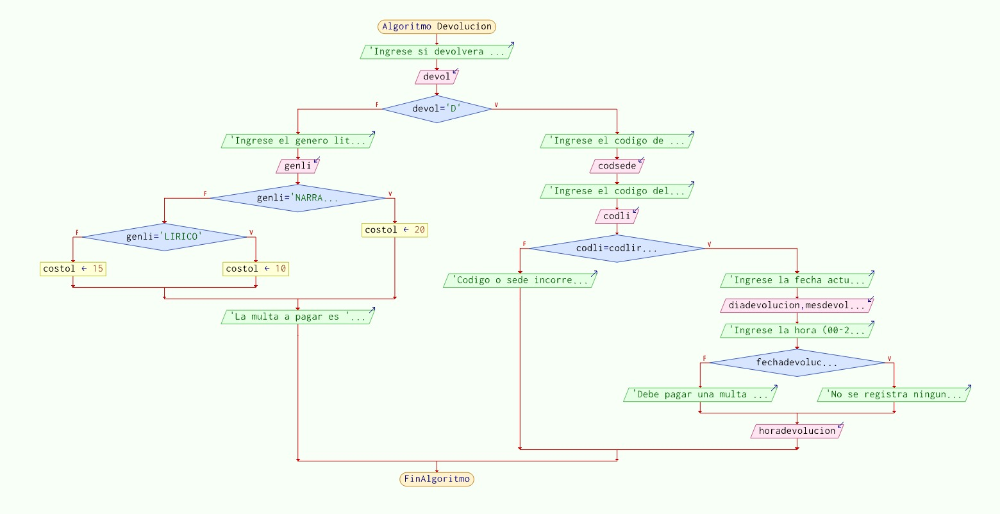 Algoritmo Devolucion
'Ingrese si devolvera ...
devol
devol='D'
F
V
'Ingrese el genero lit...
'Ingrese el codigo de ...
genli
codsede
genli='NARRA...
F
V
'Ingrese el codigo del...
codli
genli='LIRICO'
F
V
costol ← 20
codli=codlir...
F
V
costol ← 15
costol ← 10
'Codigo o sede incorre...
'Ingrese la fecha actu...
diadevolucion,mesdevol...
'La multa a pagar es '...
'Ingrese la hora (00-2...
fechadevoluc...
F
V
'Debe pagar una multa ...
'No se registra ningun...
horadevolucion
FinAlgoritmo